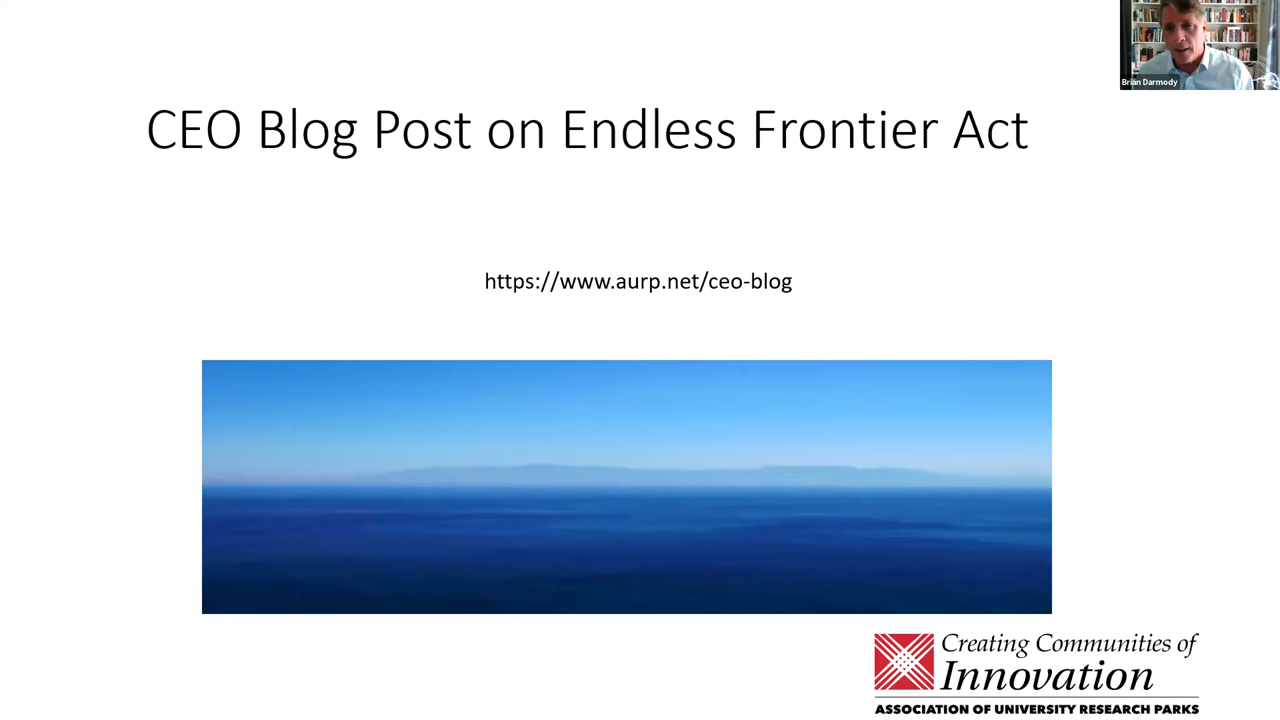 Brian Darmody
CEO Blog Post on Endless Frontier Act
https://www.aurp.net/ceo-blog
Creating Communities of
Innovation
ASSOCIATION OF UNIVERSITY RESEARCH PARKS